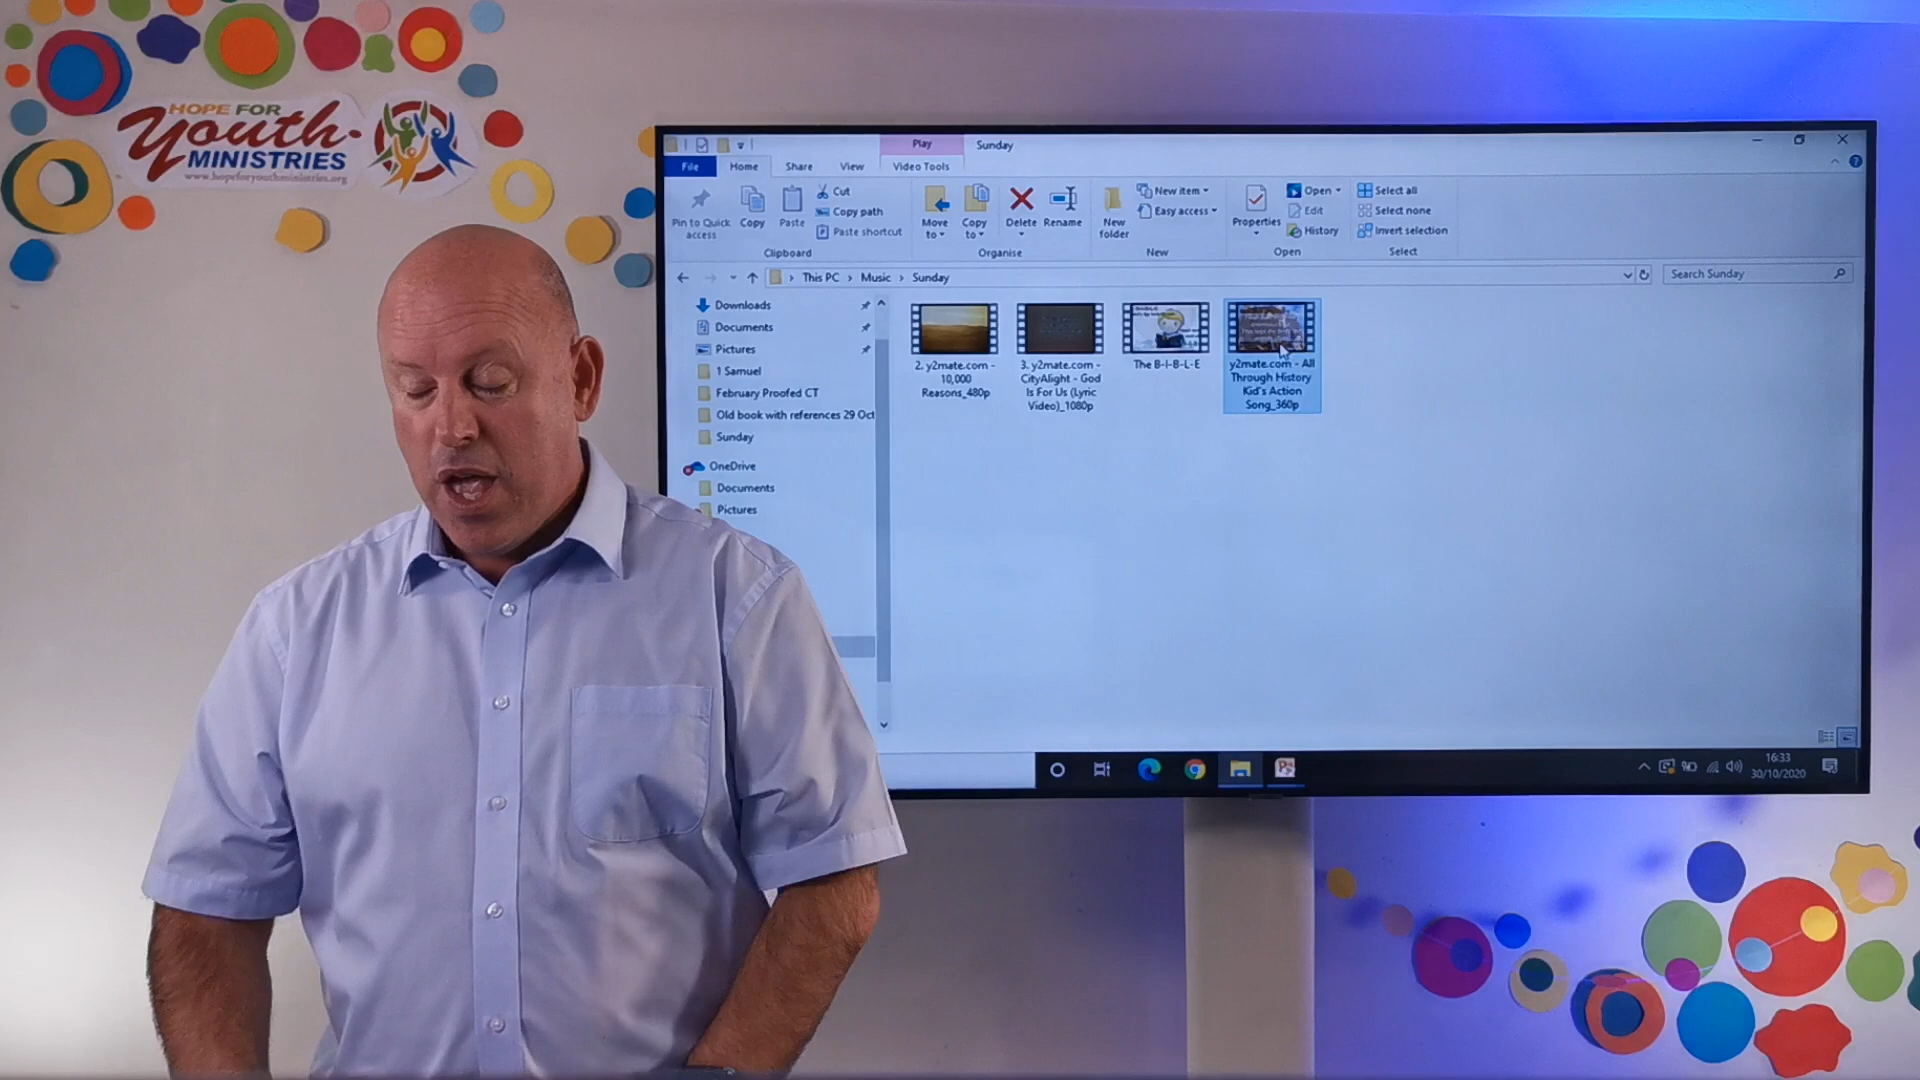 HOPE FOR
Youth
MINISTRIES
www.hopeforyouthministries.org
Play
Sunday
File
Home
Share
View
Video Tools
Pin to Quick
access
Copy
Paste
Cut
Copy path
Paste shortcut
Clipboard
Move
to
Copy
to
Delete
Rename
Organise
New
folder
New item
Easy access
New
Properties
Open
Edit
History
Open
Select all
Select none
Invert selection
Select
This PC > Music > Sunday
Search Sunday
Downloads
Documents
Pictures
1 Samuel
February Proofed CT
Old book with references 29 Oct
Sunday
OneDrive
Documents
Pictures
2. y2mate.com -
10,000
Reasons_480p
3. y2mate.com -
CityAlight - God
Is For Us (Lyric
Video)_1080p
The B-I-B-L-E
y2mate.com - All
Through History
Kid's Action
Song_360p
16:33
30/10/2020